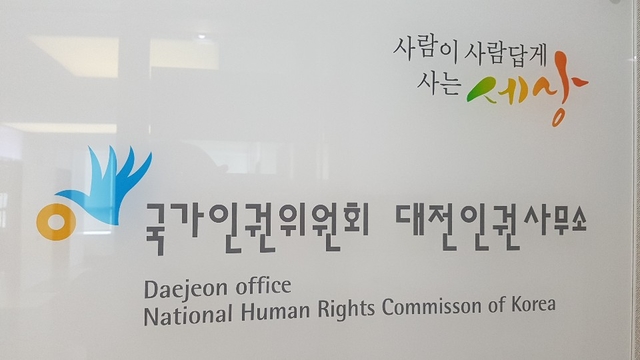 사람이 사람답게
사는 세상
국가인권위원회 대전인권사무소
Daejeon office
National Human Rights Commisson of Korea